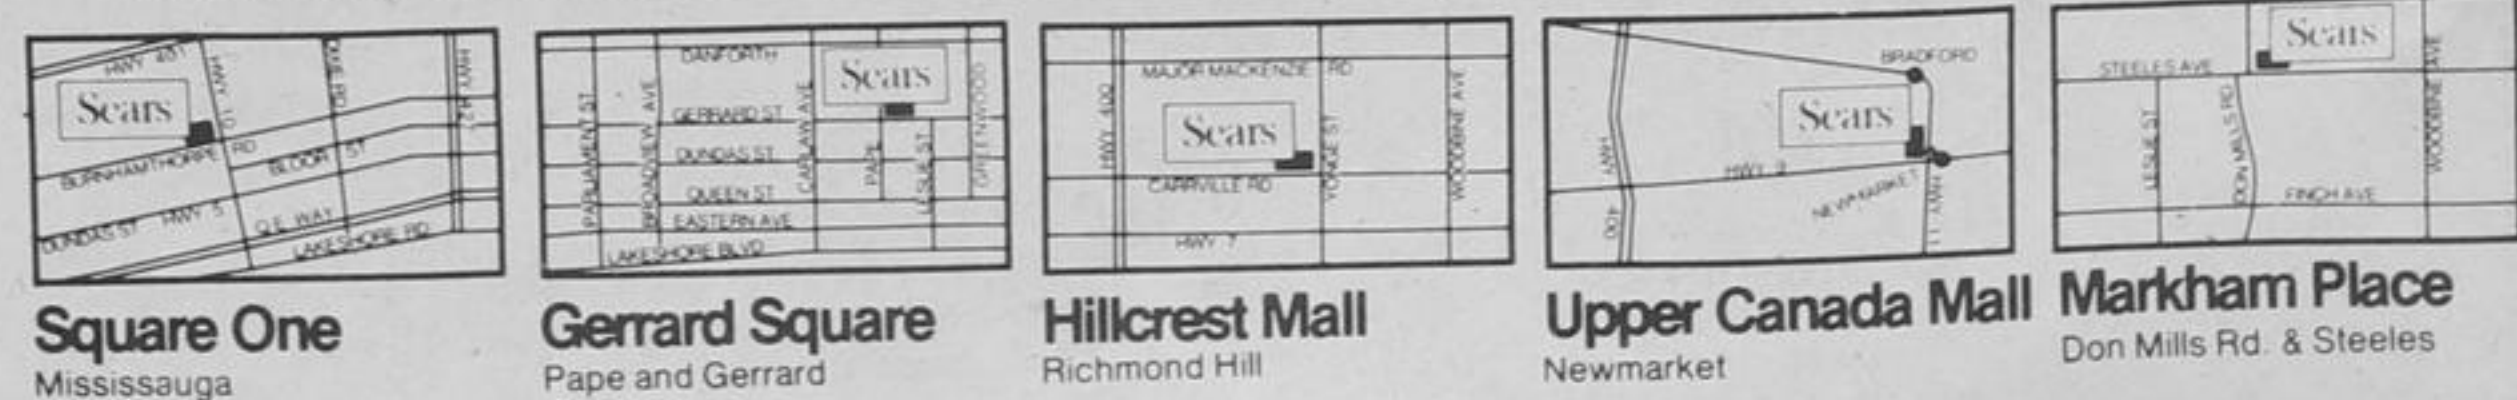 HWY 401
HWY 10
DIXIE RD
HWY 427
Sears
BURNHAMTHORPE RD
BLOOR ST
DUNDAS ST HWY 5
Q.E. WAY
LAKESHORE RD
Square One
Mississauga
DANFORTH
Sears
PARLIAMENT ST
BROADVIEW AVE
CARLAW AVE
GREENWOOD
GERRARD ST
DUNDAS ST
PAPE
LESLIE ST
QUEEN ST
EASTERN AVE
LAKESHORE BLVD
Gerrard Square
Pape and Gerrard
MAJOR MACKENZIE RD
HWY 400
Sears
YONGE ST
WOODBINE AVE
CARRVILLE RD
HWY 7
Hillcrest Mall
Richmond Hill
BRADFORD
Sears
HWY 400
HWY 9
NEWMARKET
HWY 11
Upper Canada Mall
Newmarket
Sears
STEELES AVE
WOODBINE AVE
LESLIE ST
DON MILLS RD
FINCH AVE
Markham Place
Don Mills Rd. & Steeles